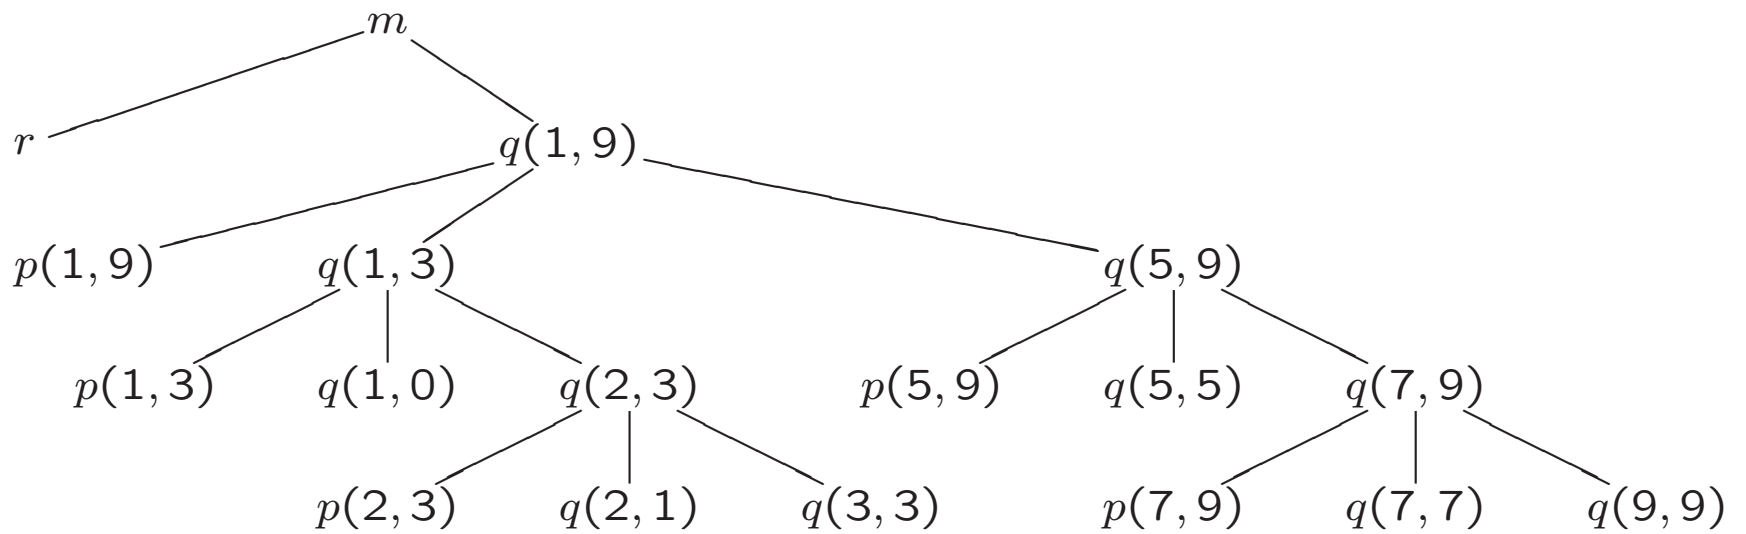 m
r q(1, 9)
p(1, 9) q(1, 3) q(5, 9)
p(1, 3) q(1, 0) q(2, 3) p(5, 9) q(5, 5) q(7, 9)
p(2, 3) q(2, 1) q(3, 3) p(7, 9) q(7, 7) q(9, 9)